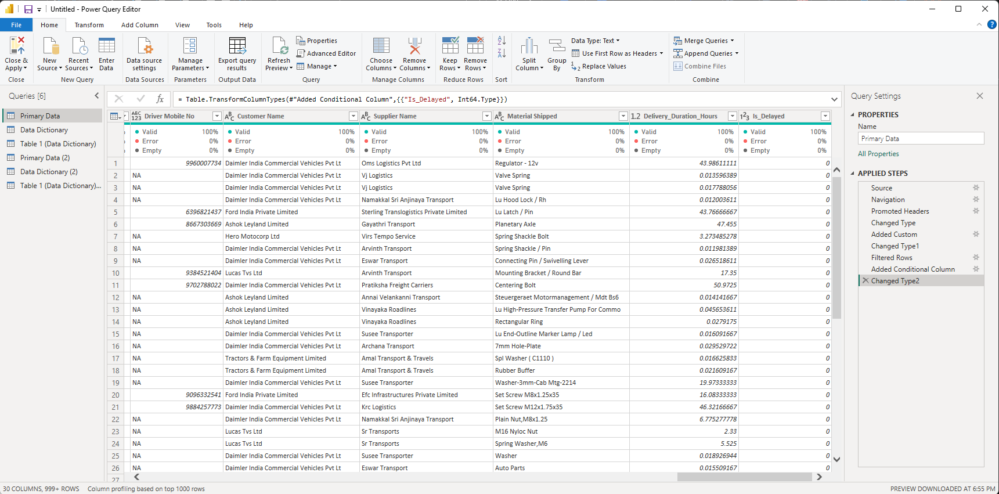 Untitled - Power Query Editor
File Home Transform Add Column View Tools Help
Close & Apply
New Source
Recent Sources
Enter Data
Data source settings
Manage Parameters
Export query results
Refresh Preview
Properties
Advanced Editor
Manage
Choose Columns
Remove Columns
Keep Rows
Remove Rows
Split Column
Group By
Data Type: Text
Use First Row as Headers
Replace Values
Merge Queries
Append Queries
Combine Files
Close New Query Data Sources Parameters Output Data Query Manage Columns Reduce Rows Sort Transform Combine
Queries [6]
Primary Data
Data Dictionary
Table 1 (Data Dictionary)
Primary Data (2)
Data Dictionary (2)
Table 1 (Data Dictionary)...
fx = Table.TransformColumnTypes(#"Added Conditional Column",{{"Is_Delayed", Int64.Type}})
ABC 123 Driver Mobile No ABC Customer Name ABC Supplier Name ABC Material Shipped 1.2 Delivery_Duration_Hours 123 Is_Delayed
Valid 100% Valid 100% Valid 100% Valid 100% Valid 100% Valid 100%
Error 0% Error 0% Error 0% Error 0% Error 0% Error 0%
Empty 0% Empty 0% Empty 0% Empty 0% Empty 0% Empty 0%
1 9960007734 Daimler India Commercial Vehicles Pvt Lt Oms Logistics Pvt Ltd Regulator - 12v 43.98611111 0
2 NA Daimler India Commercial Vehicles Pvt Lt Vj Logistics Valve Spring 0.013596389 0
3 NA Daimler India Commercial Vehicles Pvt Lt Vj Logistics Valve Spring 0.017788056 0
4 NA Daimler India Commercial Vehicles Pvt Lt Namakkal Sri Anjinaya Transport Lu Hood Lock / Rh 0.012003611 0
5 6396821437 Ford India Private Limited Sterling Translogistics Private Limited Lu Latch / Pin 43.76666667 0
6 8667303669 Ashok Leyland Limited Gayathri Transport Planetary Axle 47.455 0
7 NA Hero Motocorp Ltd Virs Tempo Service Spring Shackle Bolt 3.273485278 0
8 NA Daimler India Commercial Vehicles Pvt Lt Arvinth Transport Spring Shackle / Pin 0.011981389 0
9 NA Daimler India Commercial Vehicles Pvt Lt Eswar Transport Connecting Pin / Swivelling Lever 0.026518611 0
10 9384521404 Lucas Tvs Ltd Arvinth Transport Mounting Bracket / Round Bar 17.35 0
11 9702788022 Daimler India Commercial Vehicles Pvt Lt Pratiksha Freight Carriers Centering Bolt 50.9725 0
12 NA Ashok Leyland Limited Annai Velankanni Transport Steuergeraet Motormanagement / Mdt Bs6 0.014141667 0
13 NA Ashok Leyland Limited Vinayaka Roadlines Lu High-Pressure Transfer Pump For Commo 0.045653611 0
14 NA Ashok Leyland Limited Vinayaka Roadlines Rectangular Ring 0.0279175 0
15 NA Daimler India Commercial Vehicles Pvt Lt Susee Transporter Lu End-Outline Marker Lamp / Led 0.016091667 0
16 NA Daimler India Commercial Vehicles Pvt Lt Archana Transport 7mm Hole-Plate 0.029529722 0
17 NA Tractors & Farm Equipment Limited Amal Transport & Travels Spl Washer ( C1110 ) 0.016625833 0
18 NA Tractors & Farm Equipment Limited Amal Transport & Travels Rubber Buffer 0.021609167 0
19 NA Daimler India Commercial Vehicles Pvt Lt Susee Transporter Washer-3mm-Cab Mtg-2214 19.97333333 0
20 9096332541 Ford India Private Limited Efc Infrastructures Private Limited Set Screw M8x1.25x35 16.08333333 0
21 9884257773 Daimler India Commercial Vehicles Pvt Lt Krc Logistics Set Screw M12x1.75x35 46.32166667 0
22 NA Daimler India Commercial Vehicles Pvt Lt Namakkal Sri Anjinaya Transport Plain Nut,M8x1.25 6.775277778 0
23 NA Lucas Tvs Ltd Sr Transports M16 Nyloc Nut 2.33 0
24 NA Lucas Tvs Ltd Sr Transports Spring Washer,M6 5.525 0
25 NA Daimler India Commercial Vehicles Pvt Lt Susee Transporter Washer 0.018926944 0
26 NA Daimler India Commercial Vehicles Pvt Lt Eswar Transport Auto Parts 0.015509167 0
27
Query Settings
PROPERTIES
Name
Primary Data
All Properties
APPLIED STEPS
Source
Navigation
Promoted Headers
Changed Type
Added Custom
Changed Type1
Filtered Rows
Added Conditional Column
Changed Type2
30 COLUMNS, 999+ ROWS Column profiling based on top 1000 rows PREVIEW DOWNLOADED AT 6:55 PM